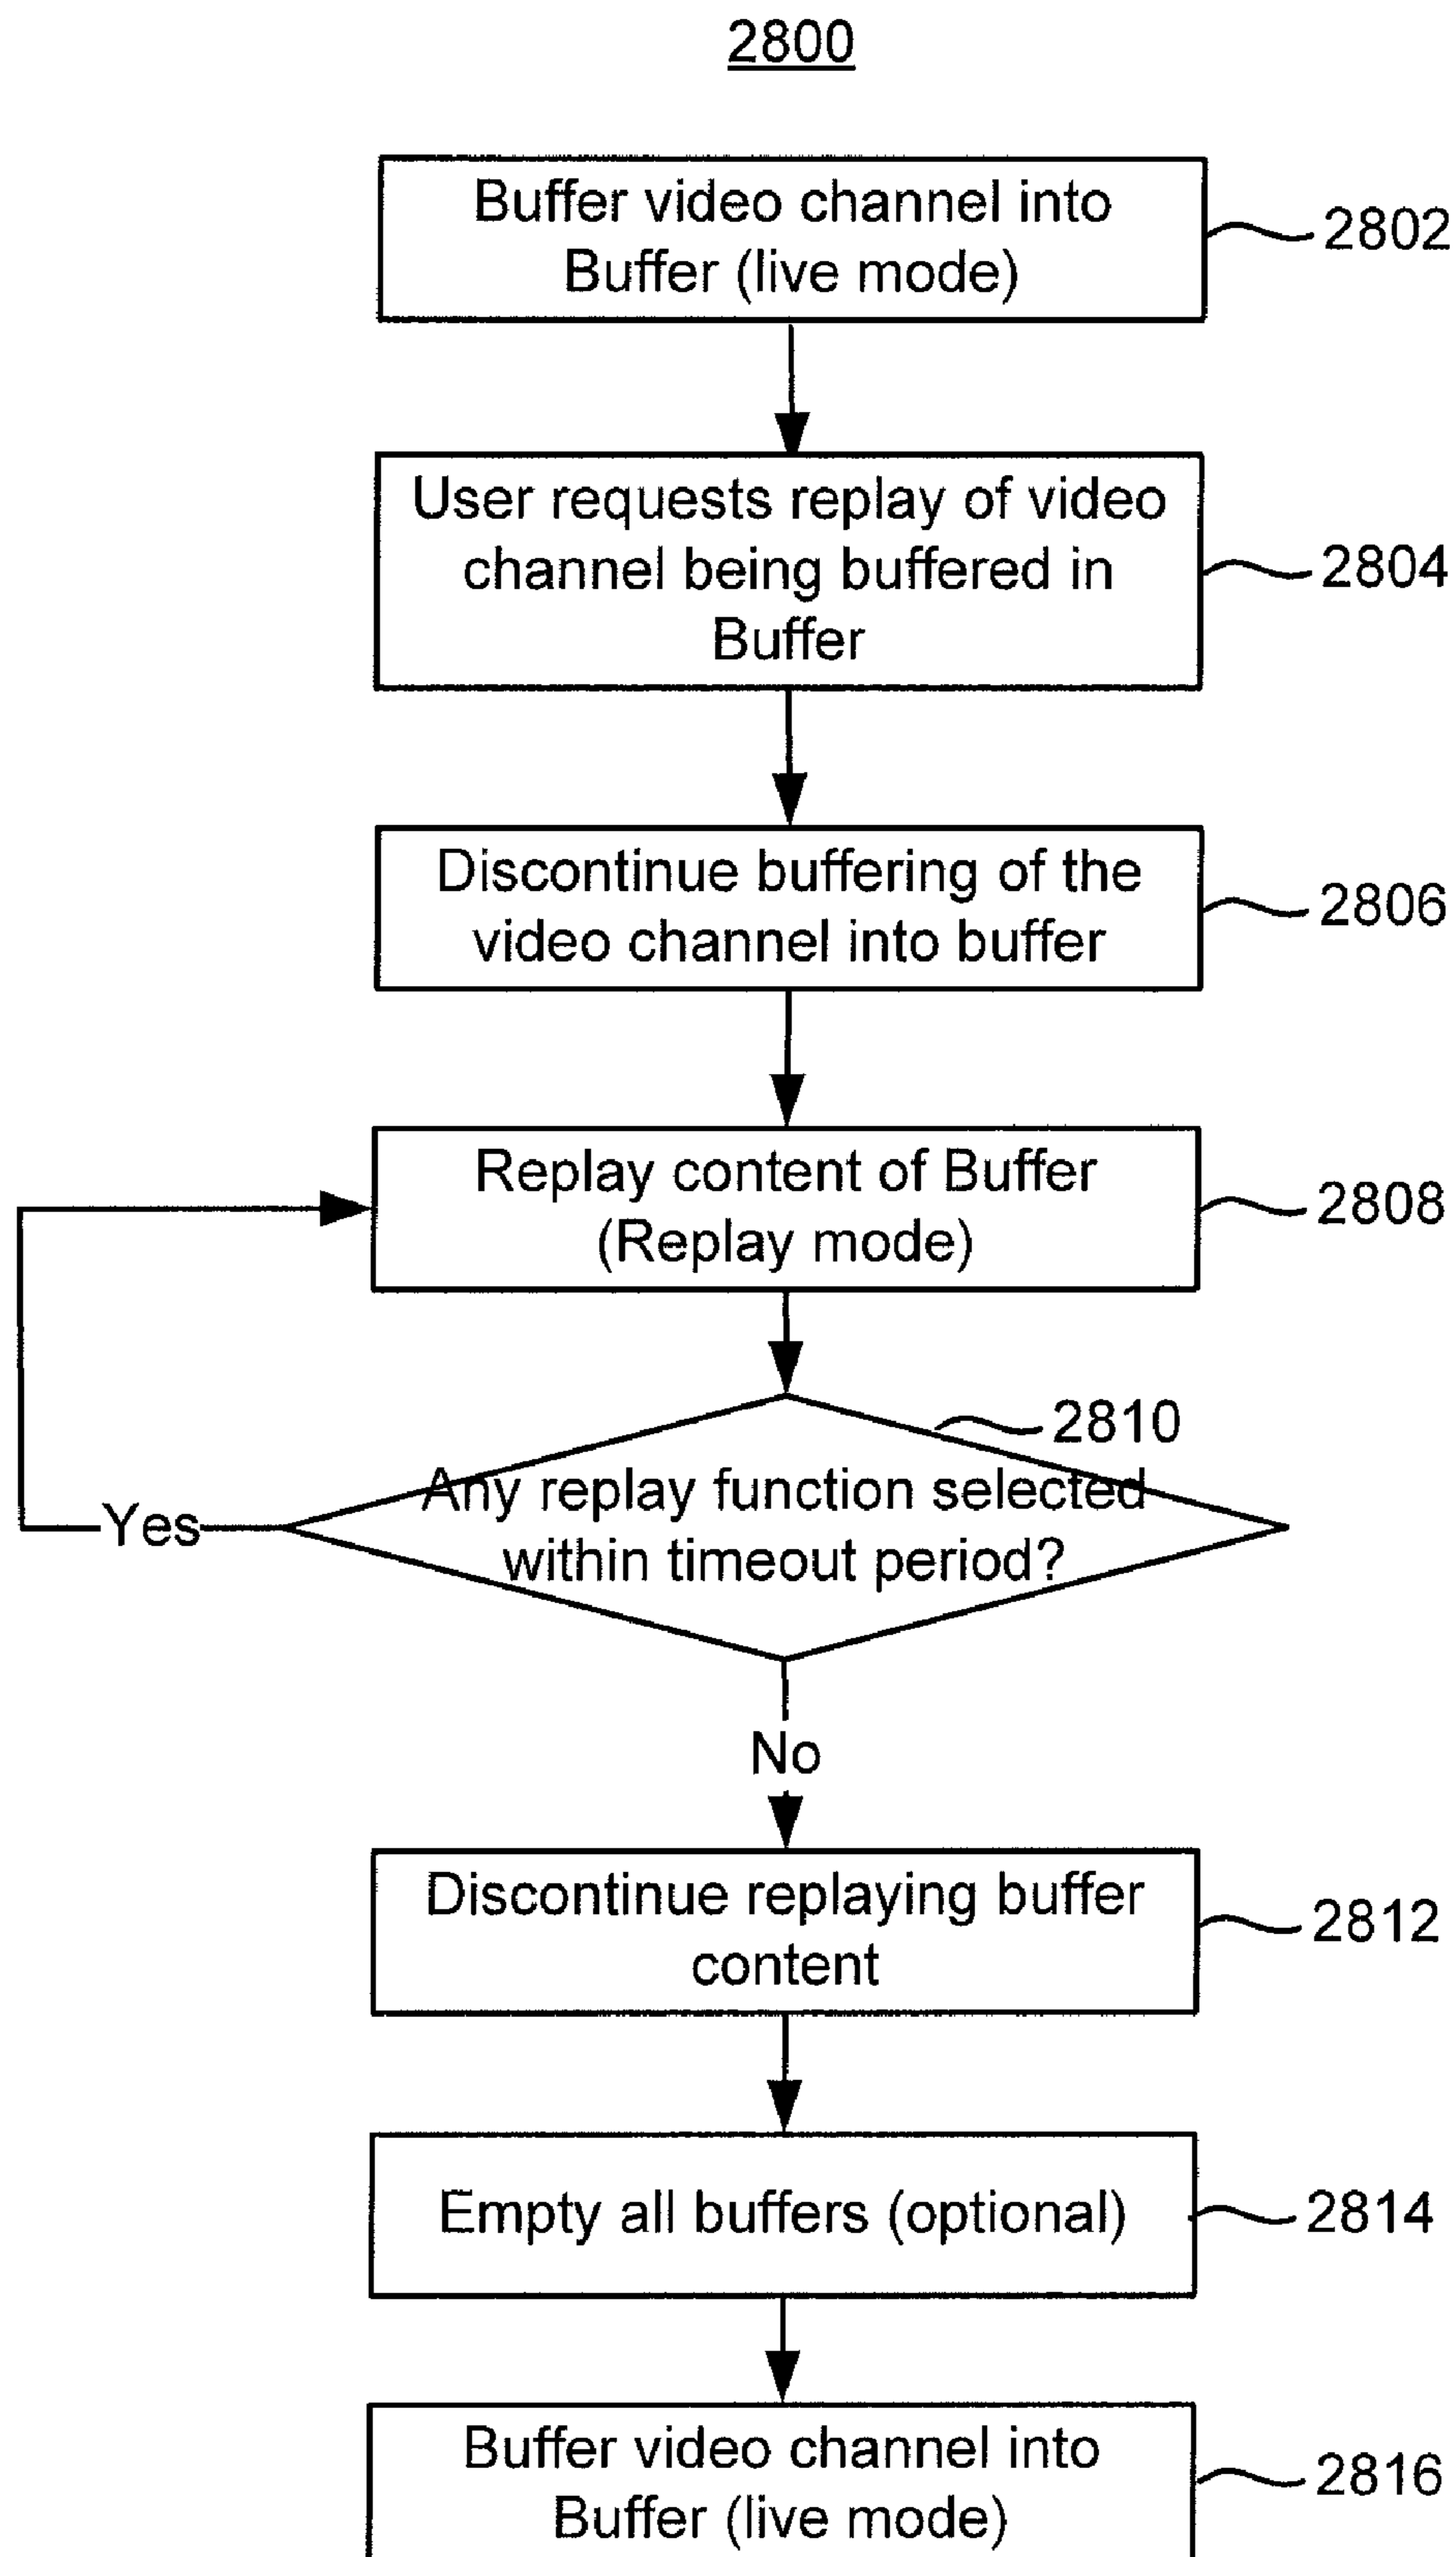 2800
Buffer video channel into
Buffer (live mode)
2802
User requests replay of video
channel being buffered in
Buffer
2804
Discontinue buffering of the
video channel into buffer
2806
Replay content of Buffer
(Replay mode)
2808
2810
Any replay function selected
within timeout period?
Yes
No
Discontinue replaying buffer
content
2812
Empty all buffers (optional)
2814
Buffer video channel into
Buffer (live mode)
2816